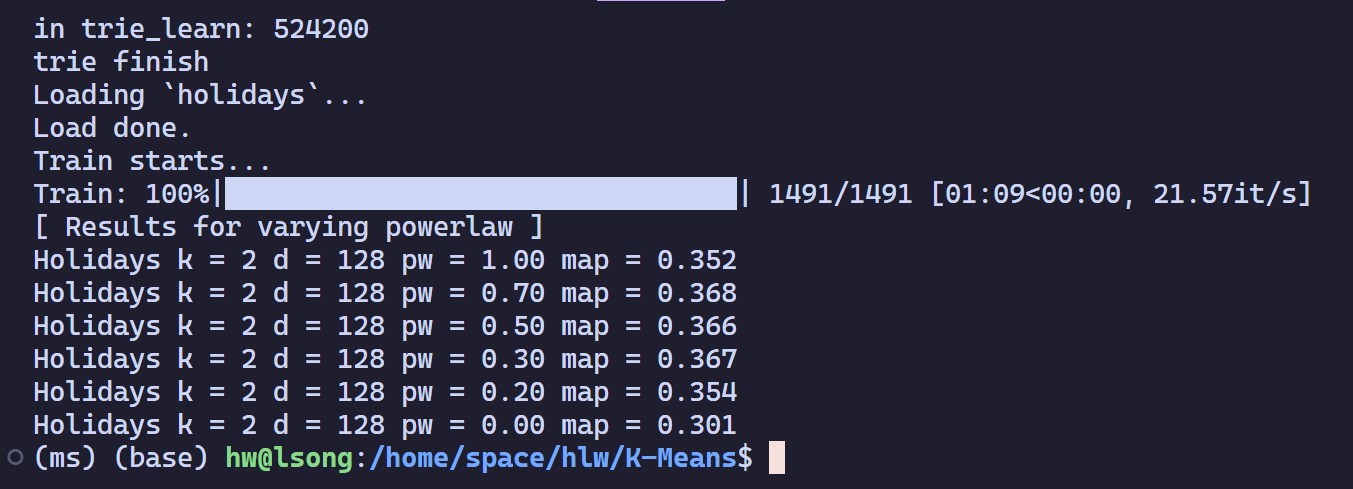 in trie_learn: 524200
trie finish
Loading `holidays`...
Load done.
Train starts...
Train: 100%|| 1491/1491 [01:09<00:00, 21.57it/s]
[ Results for varying powerlaw ]
Holidays k = 2 d = 128 pw = 1.00 map = 0.352
Holidays k = 2 d = 128 pw = 0.70 map = 0.368
Holidays k = 2 d = 128 pw = 0.50 map = 0.366
Holidays k = 2 d = 128 pw = 0.30 map = 0.367
Holidays k = 2 d = 128 pw = 0.20 map = 0.354
Holidays k = 2 d = 128 pw = 0.00 map = 0.301
(ms) (base) hw@lsong:/home/space/hlw/K-Means$